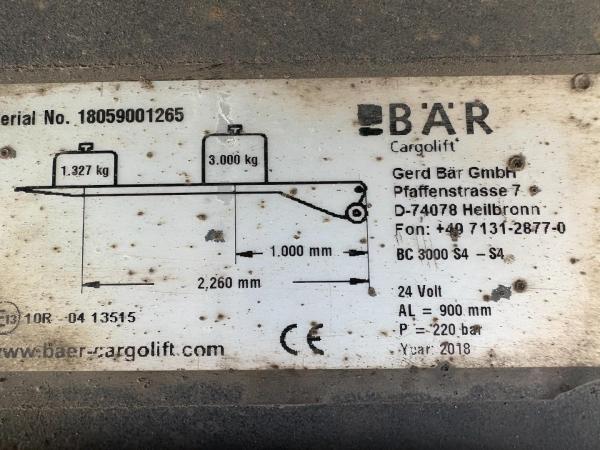 erial No. 18059001265
1.327 kg
3.000 kg
1.000 mm
2,260 mm
E13 10R -04 13515
www.baer-cargolift.com
CE
BÄR
Cargolift
Gerd Bär GmbH
Pfaffenstrasse 7
D-74078 Heilbronn
Fon: +49 7131-2877-0
BC 3000 S4 – S4
24 Volt
AL = 900 mm
P = 220 bar
Year: 2018